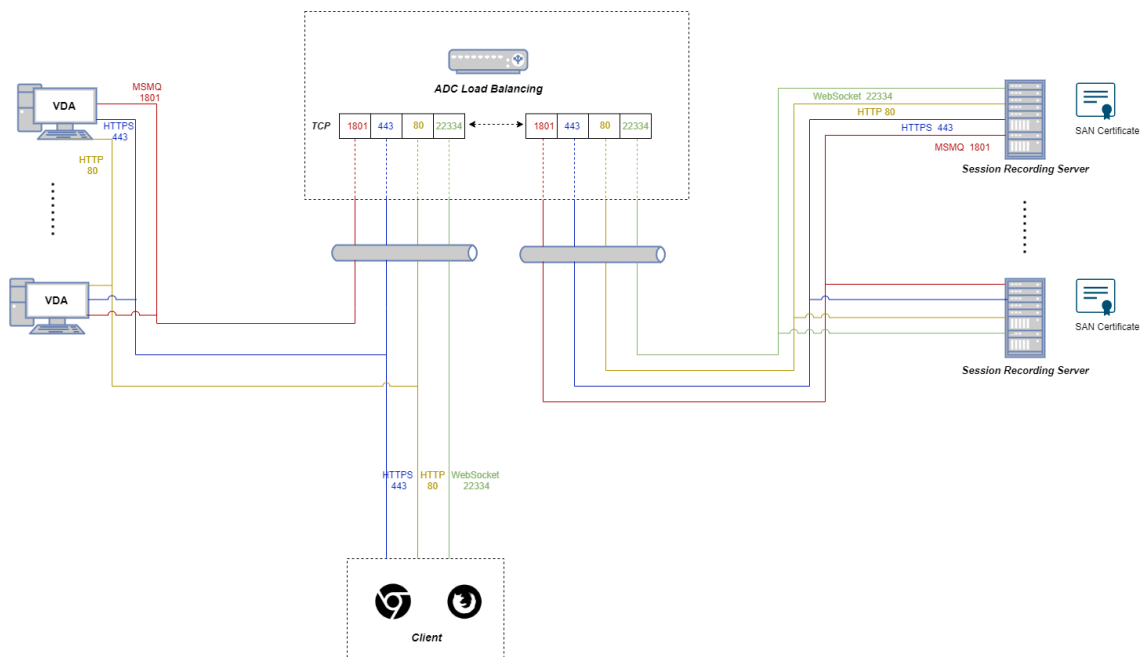 ADC Load Balancing
TCP
1801 443 80 22334
1801 443 80 22334
VDA
MSMQ
1801
HTTPS
443
HTTP
80
VDA
WebSocket 22334
HTTP 80
HTTPS 443
MSMQ 1801
SAN Certificate
Session Recording Server
SAN Certificate
Session Recording Server
HTTPS
443
HTTP
80
WebSocket
22334
Client